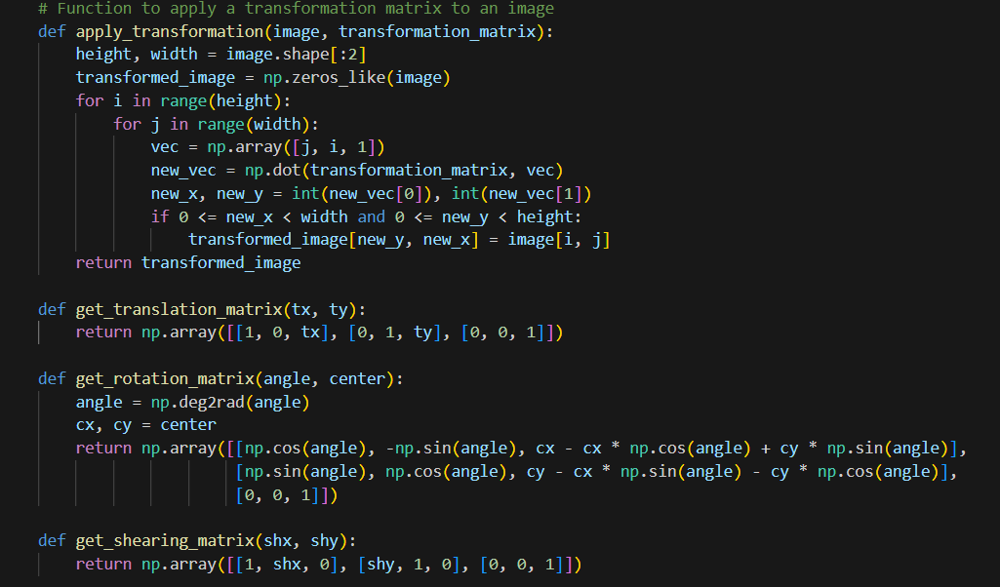 # Function to apply a transformation matrix to an image
def apply_transformation(image, transformation_matrix):
    height, width = image.shape[:2]
    transformed_image = np.zeros_like(image)
    for i in range(height):
        for j in range(width):
            vec = np.array([j, i, 1])
            new_vec = np.dot(transformation_matrix, vec)
            new_x, new_y = int(new_vec[0]), int(new_vec[1])
            if 0 <= new_x < width and 0 <= new_y < height:
                transformed_image[new_y, new_x] = image[i, j]
    return transformed_image

def get_translation_matrix(tx, ty):
    return np.array([[1, 0, tx], [0, 1, ty], [0, 0, 1]])

def get_rotation_matrix(angle, center):
    angle = np.deg2rad(angle)
    cx, cy = center
    return np.array([[np.cos(angle), -np.sin(angle), cx - cx * np.cos(angle) + cy * np.sin(angle)],
                     [np.sin(angle), np.cos(angle), cy - cx * np.sin(angle) - cy * np.cos(angle)],
                     [0, 0, 1]])

def get_shearing_matrix(shx, shy):
    return np.array([[1, shx, 0], [shy, 1, 0], [0, 0, 1]])